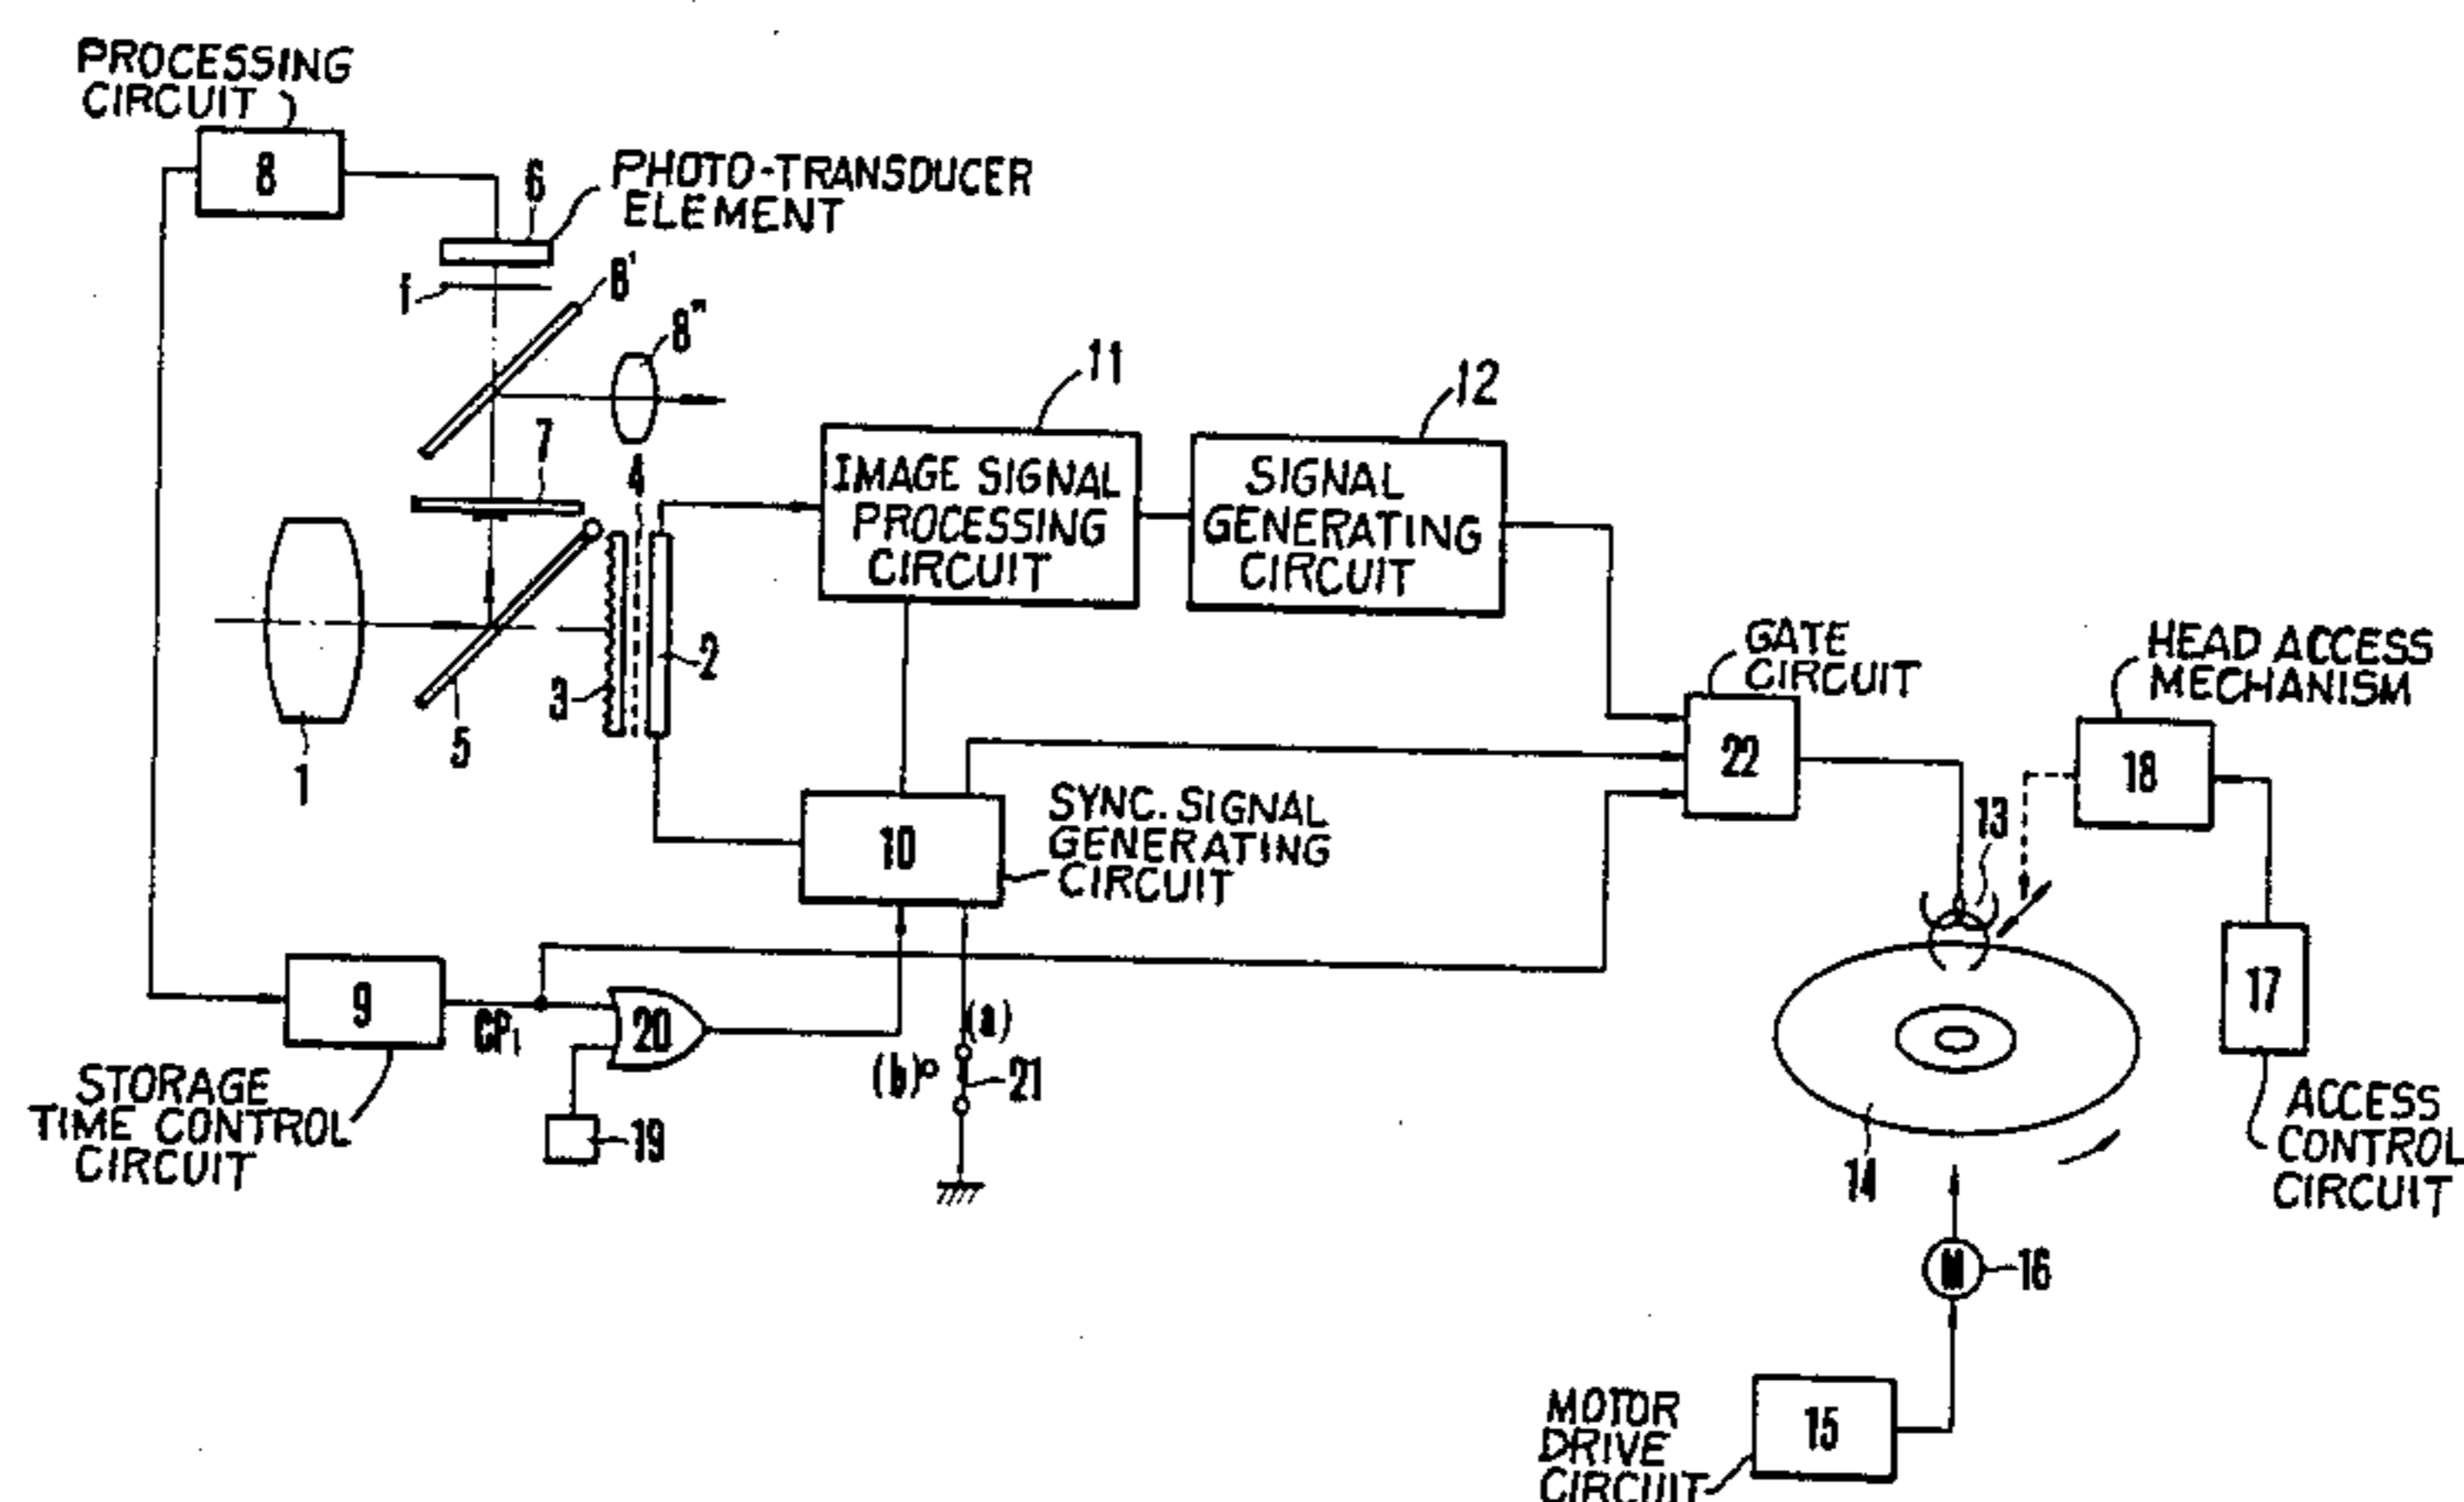 PROCESSING
CIRCUIT
8
6
PHOTO-TRANSDUCER
ELEMENT
f
8'
8"
7
4
11
12
IMAGE SIGNAL
PROCESSING
CIRCUIT
SIGNAL
GENERATING
CIRCUIT
1
5
3
2
GATE
CIRCUIT
22
HEAD ACCESS
MECHANISM
18
10
SYNC. SIGNAL
GENERATING
CIRCUIT
13
17
ACCESS
CONTROL
CIRCUIT
9
CP1
20
(a)
(b)
21
STORAGE
TIME CONTROL
CIRCUIT
19
14
M
16
MOTOR
DRIVE
CIRCUIT
15